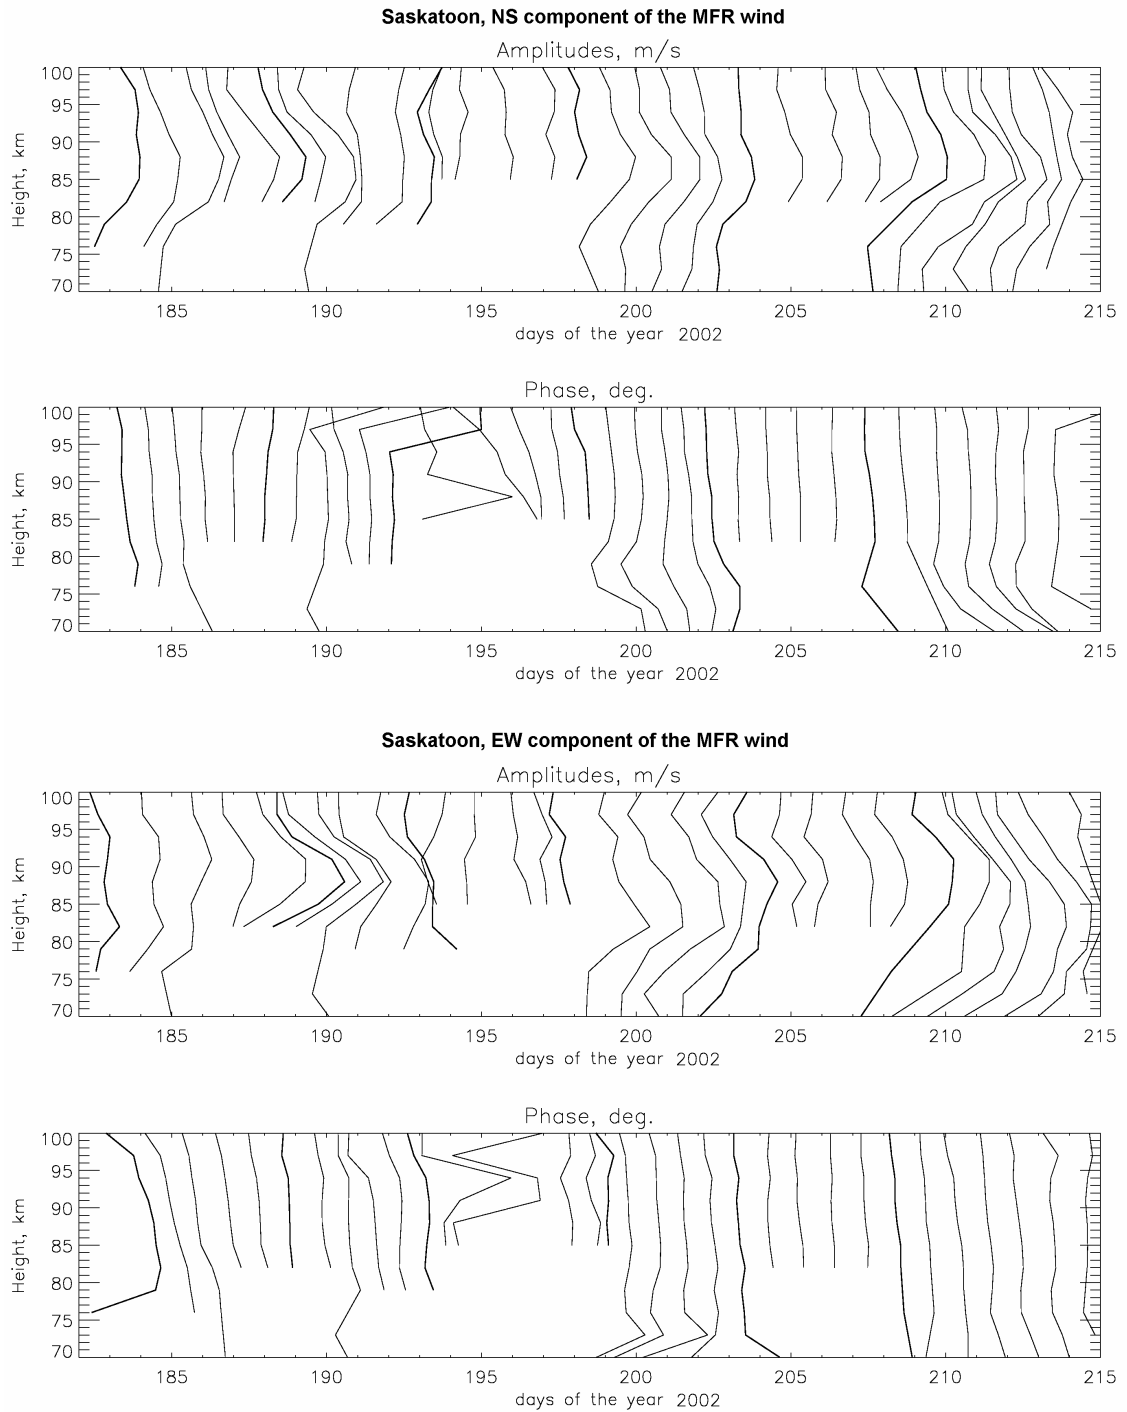 Saskatoon, NS component of the MFR wind
Amplitudes, m/s
100
95
90
85
80
75
70
Height, km
185 190 195 200 205 210 215
days of the year 2002
Phase, deg.
100
95
90
85
80
75
70
Height, km
185 190 195 200 205 210 215
days of the year 2002
Saskatoon, EW component of the MFR wind
Amplitudes, m/s
100
95
90
85
80
75
70
Height, km
185 190 195 200 205 210 215
days of the year 2002
Phase, deg.
100
95
90
85
80
75
70
Height, km
185 190 195 200 205 210 215
days of the year 2002